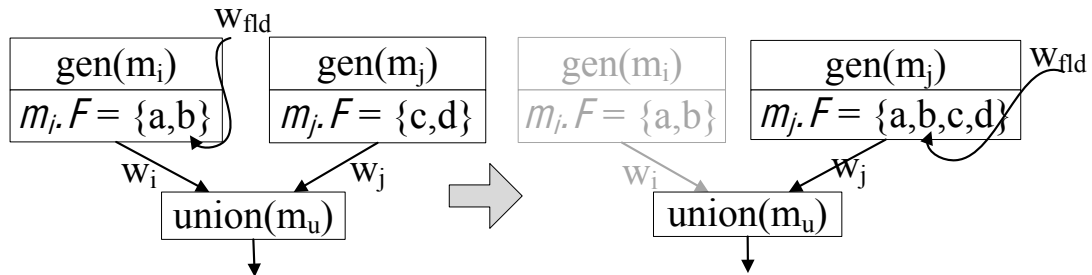 w_fld
gen(m_i)
m_i.F = {a,b}
gen(m_j)
m_j.F = {c,d}
w_i
w_j
union(m_u)
gen(m_i)
m_i.F = {a,b}
gen(m_j)
m_j.F = {a,b,c,d}
w_fld
w_i
w_j
union(m_u)